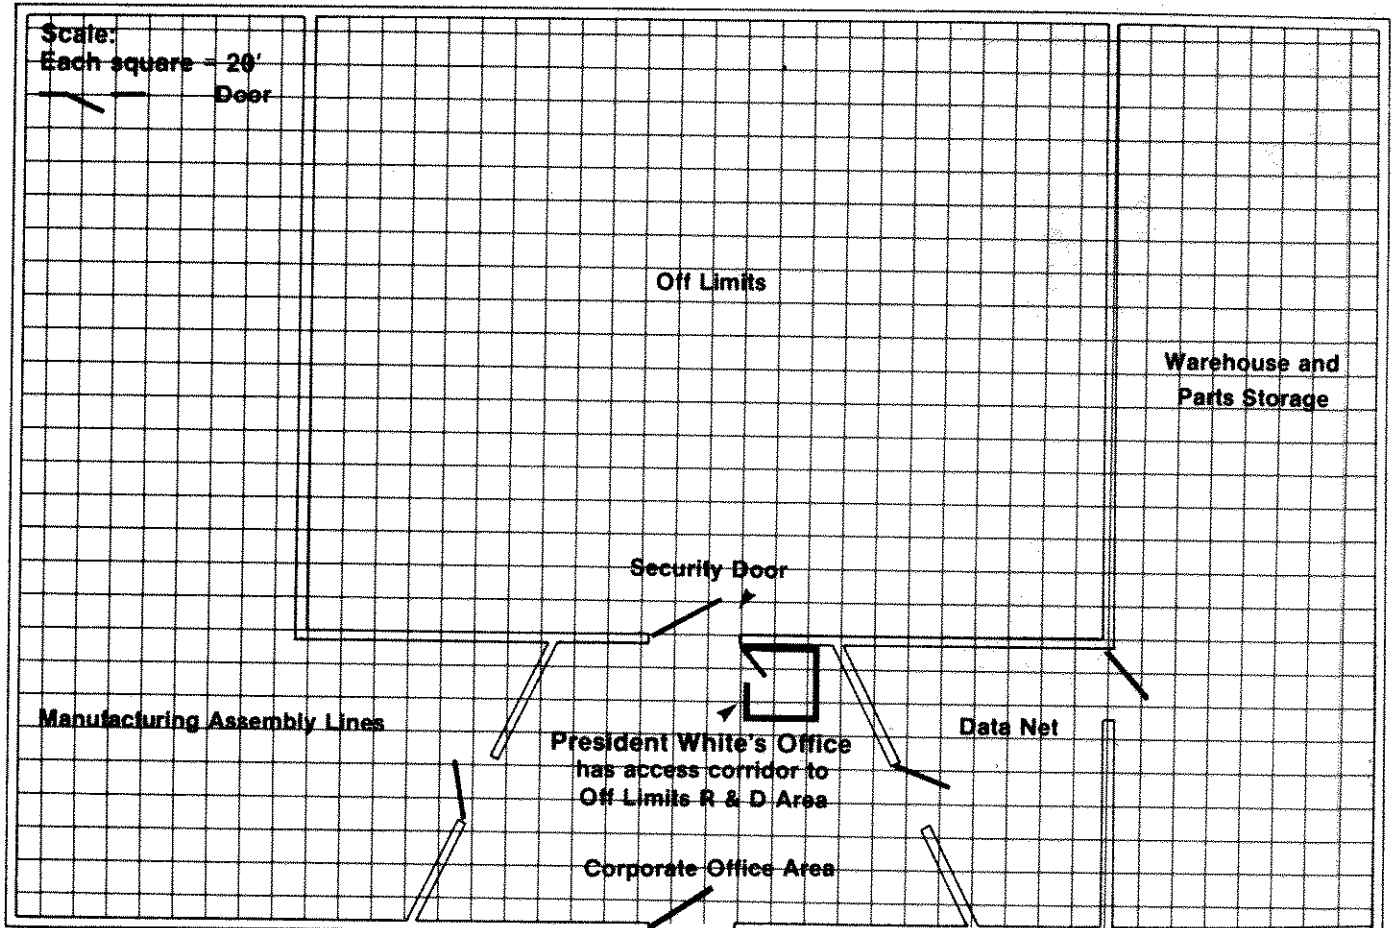 Scale:
Each square = 20'
Door
Off Limits
Warehouse and
Parts Storage
Security Door
Manufacturing Assembly Lines
Data Net
President White's Office
has access corridor to
Off Limits R & D Area
Corporate Office Area